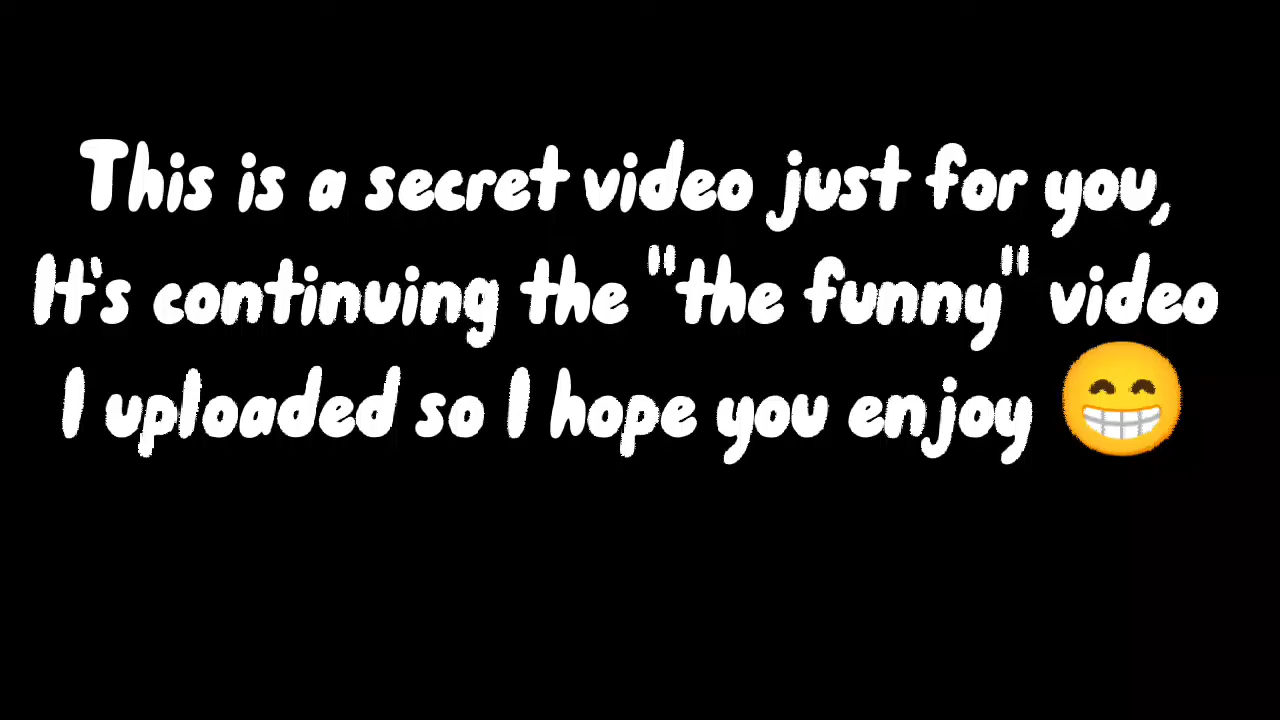 This is a secret video just for you,
It's continuing the "the funny" video
I uploaded so I hope you enjoy 😁